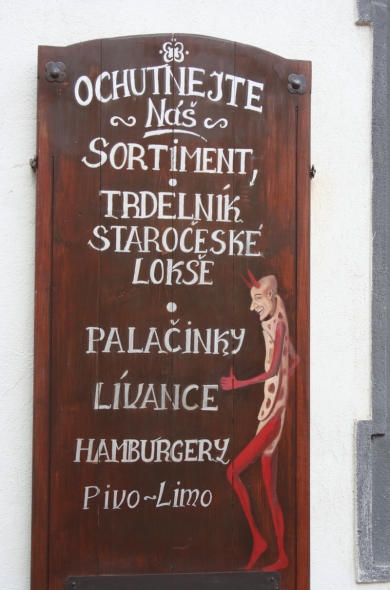 OCHUTNEJTE
~ Náš ~
SORTIMENT,
TRDELNÍK
STAROČESKÉ
LOKŠE
PALAČINKY
LÍVANCE
HAMBURGERY
Pivo~Limo